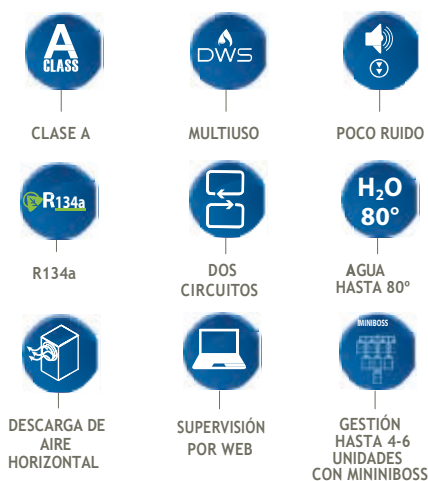 A
CLASS
DWS
CLASE A
MULTIUSO
POCO RUIDO
R134a
H₂O
80°
R134a
DOS
CIRCUITOS
AGUA
HASTA 80º
MINIBOSS
DESCARGA DE
AIRE
HORIZONTAL
SUPERVISIÓN
POR WEB
GESTIÓN
HASTA 4-6
UNIDADES
CON MININIBOSS